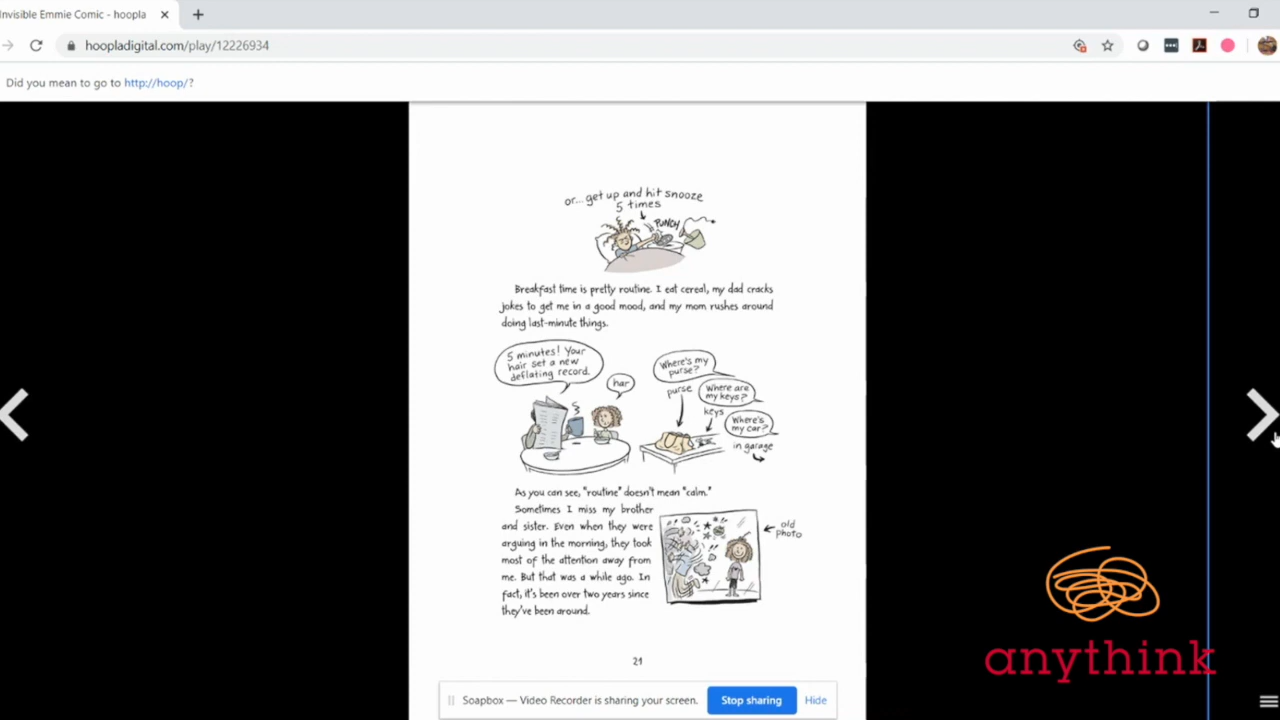 Invisible Emmie Comic - hoopla
hoopladigital.com/play/12226934
Did you mean to go to http://hoop/?
or... get up and hit snooze
5 times
PUNCH
Breakfast time is pretty routine. I eat cereal, my dad cracks
jokes to get me in a good mood, and my mom rushes around
doing last-minute things.
5 minutes! Your
hair set a new
deflating record.
har
Where's my
purse?
purse
Where are
my keys?
keys
Where's
my car?
in garage
As you can see, "routine" doesn't mean "calm."
Sometimes I miss my brother
and sister. Even when they were
arguing in the morning, they took
most of the attention away from
me. But that was a while ago. In
fact, it's been over two years since
they've been around.
old
photo
21
anythink
Soapbox — Video Recorder is sharing your screen.
Stop sharing
Hide